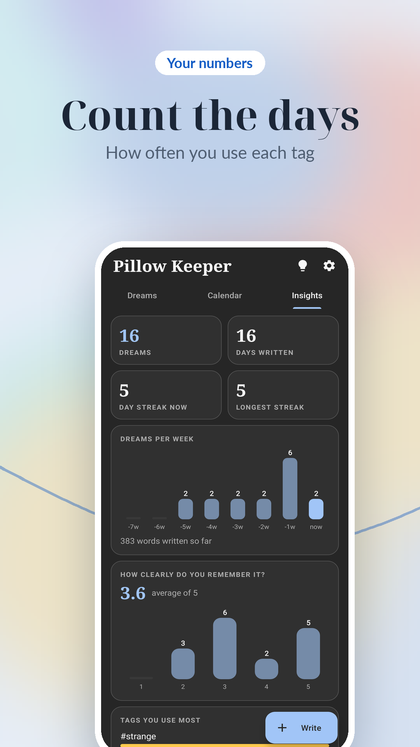 Your numbers
Count the days
How often you use each tag
Pillow Keeper
Dreams Calendar Insights
16
DREAMS
16
DAYS WRITTEN
5
DAY STREAK NOW
5
LONGEST STREAK
DREAMS PER WEEK
2 2 2 2 6 2
-7w -6w -5w -4w -3w -2w -1w now
383 words written so far
HOW CLEARLY DO YOU REMEMBER IT?
3.6 average of 5
3 6 2 5
1 2 3 4 5
TAGS YOU USE MOST
#strange
+ Write